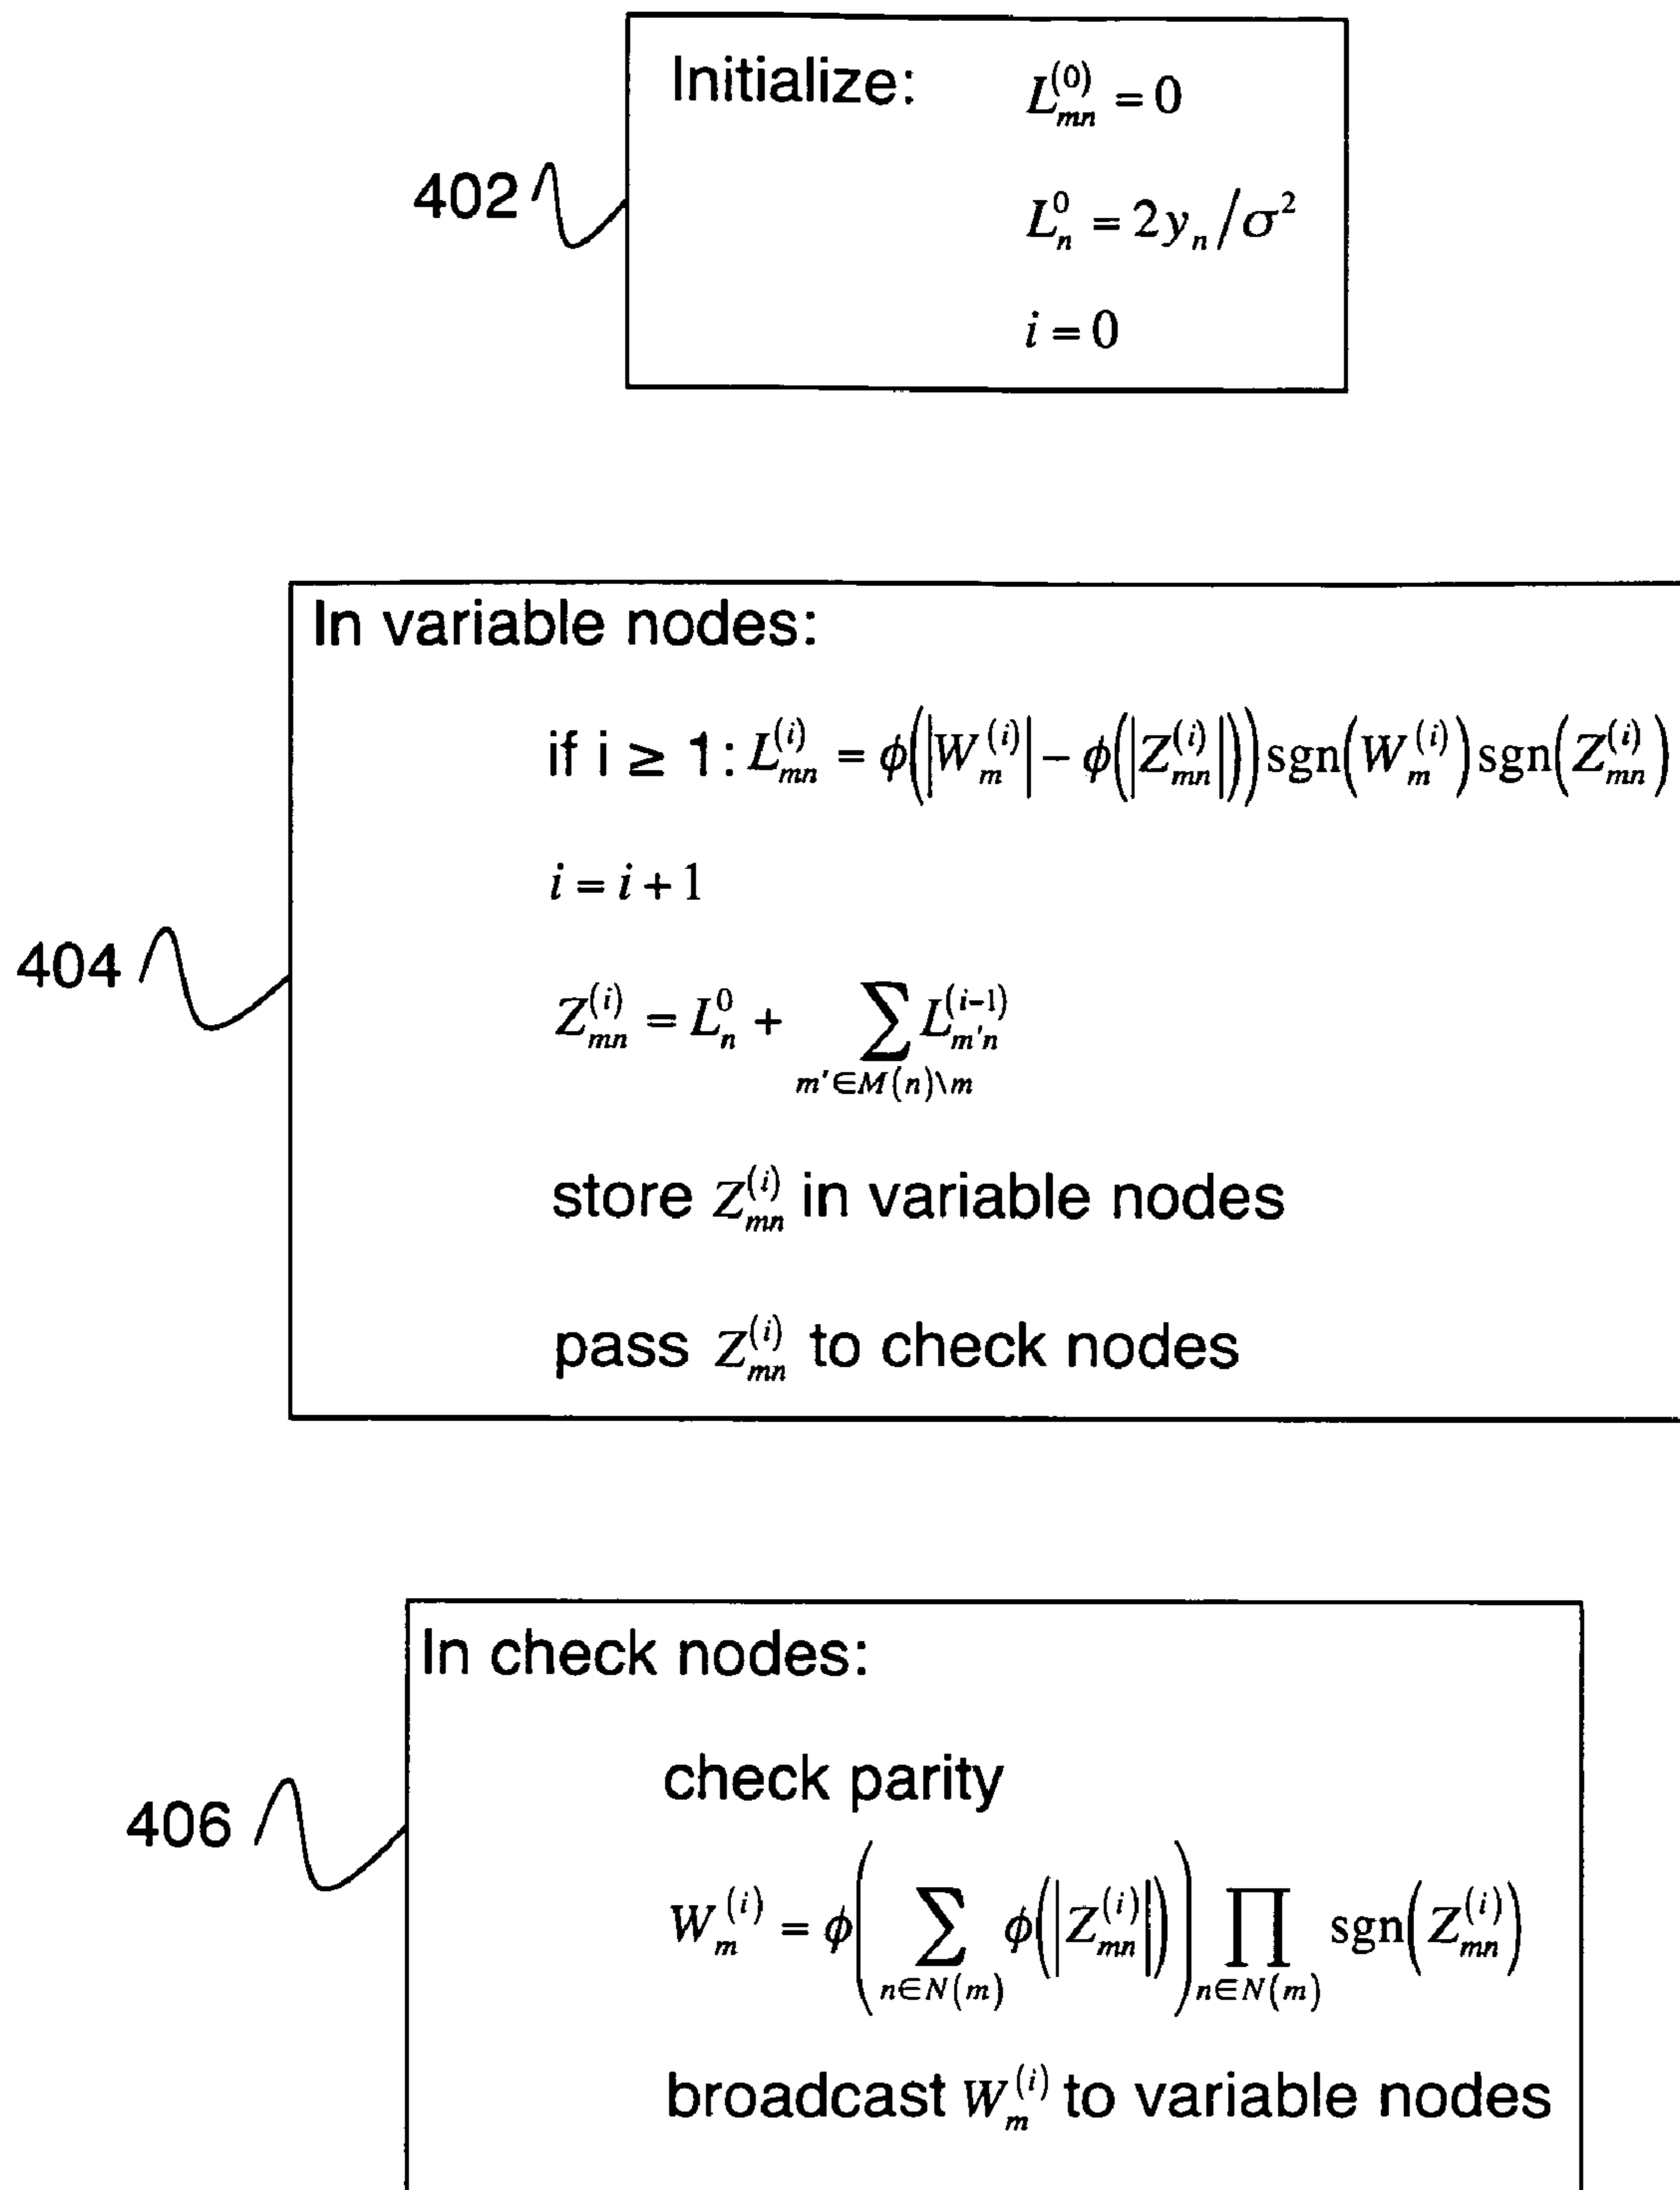 Initialize: L_{mn}^{(0)} = 0
402
L_n^0 = 2y_n/σ^2
i = 0
In variable nodes:
if i ≥ 1: L_{mn}^{(i)} = ϕ(|W_m^{(i)}| − ϕ(|Z_{mn}^{(i)}|))sgn(W_m^{(i)})sgn(Z_{mn}^{(i)})
i = i + 1
404
Z_{mn}^{(i)} = L_n^0 + ∑_{m'∈M(n)\m} L_{m'n}^{(i−1)}
store Z_{mn}^{(i)} in variable nodes
pass Z_{mn}^{(i)} to check nodes
In check nodes:
check parity
406
W_m^{(i)} = ϕ(∑_{n∈N(m)} ϕ(|Z_{mn}^{(i)}|)) ∏_{n∈N(m)} sgn(Z_{mn}^{(i)})
broadcast W_m^{(i)} to variable nodes